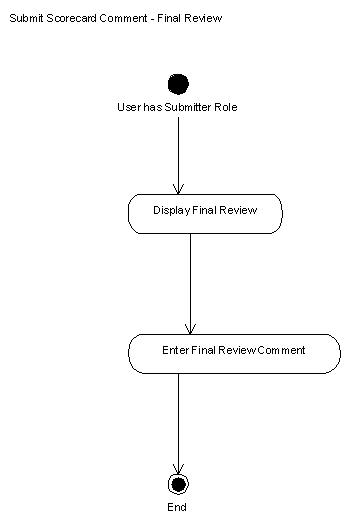 Submit Scorecard Comment - Final Review
User has Submitter Role
Display Final Review
Enter Final Review Comment
End